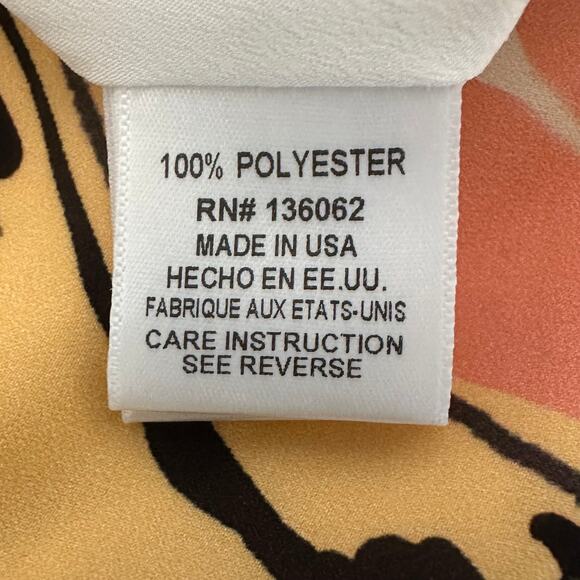 100% POLYESTER
RN# 136062
MADE IN USA
HECHO EN EE.UU.
FABRIQUE AUX ETATS-UNIS
CARE INSTRUCTION
SEE REVERSE